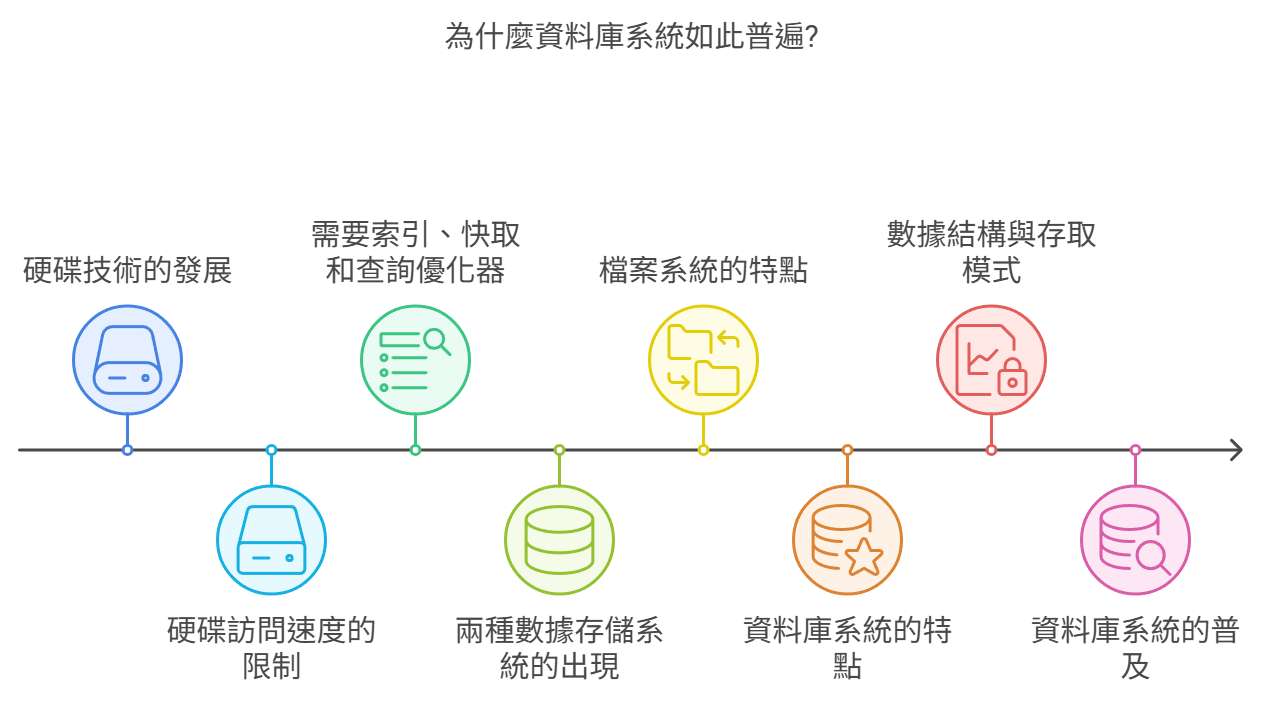 為什麼資料庫系統如此普遍?
硬碟技術的發展
硬碟訪問速度的
限制
需要索引、快取
和查詢優化器
兩種數據存儲系
統的出現
檔案系統的特點
資料庫系統的特
點
數據結構與存取
模式
資料庫系統的普
及